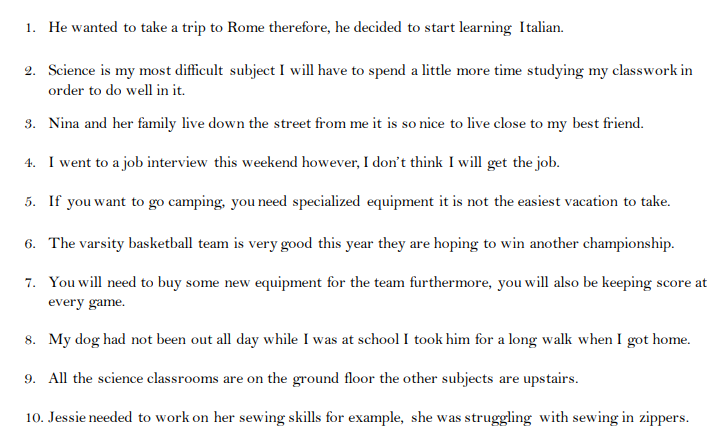 1. He wanted to take a trip to Rome therefore, he decided to start learning Italian.
2. Science is my most difficult subject I will have to spend a little more time studying my classwork in
order to do well in it.
3. Nina and her family live down the street from me it is so nice to live close to my best friend.
4. I went to a job interview this weekend however, I don't think I will get the job.
5. If you want to go camping, you need specialized equipment it is not the easiest vacation to take.
6. The varsity basketball team is very good this year they are hoping to win another championship.
7. You will need to buy some new equipment for the team furthermore, you will also be keeping score at
every game.
8. My dog had not been out all day while I was at school I took him for a long walk when I got home.
9. All the science classrooms are on the ground floor the other subjects are upstairs.
10. Jessie needed to work on her sewing skills for example, she was struggling with sewing in zippers.